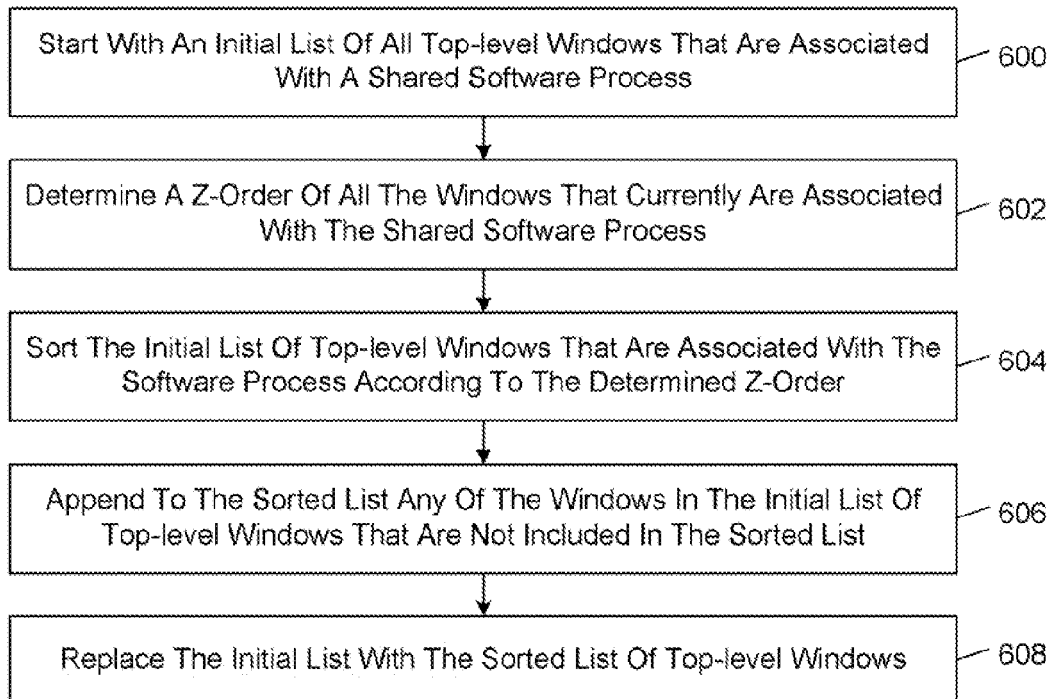 Start With An Initial List Of All Top-level Windows That Are Associated
With A Shared Software Process
600
Determine A Z-Order Of All The Windows That Currently Are Associated
With The Shared Software Process
602
Sort The Initial List Of Top-level Windows That Are Associated With The
Software Process According To The Determined Z-Order
604
Append To The Sorted List Any Of The Windows In The Initial List Of
Top-level Windows That Are Not Included In The Sorted List
606
Replace The Initial List With The Sorted List Of Top-level Windows
608